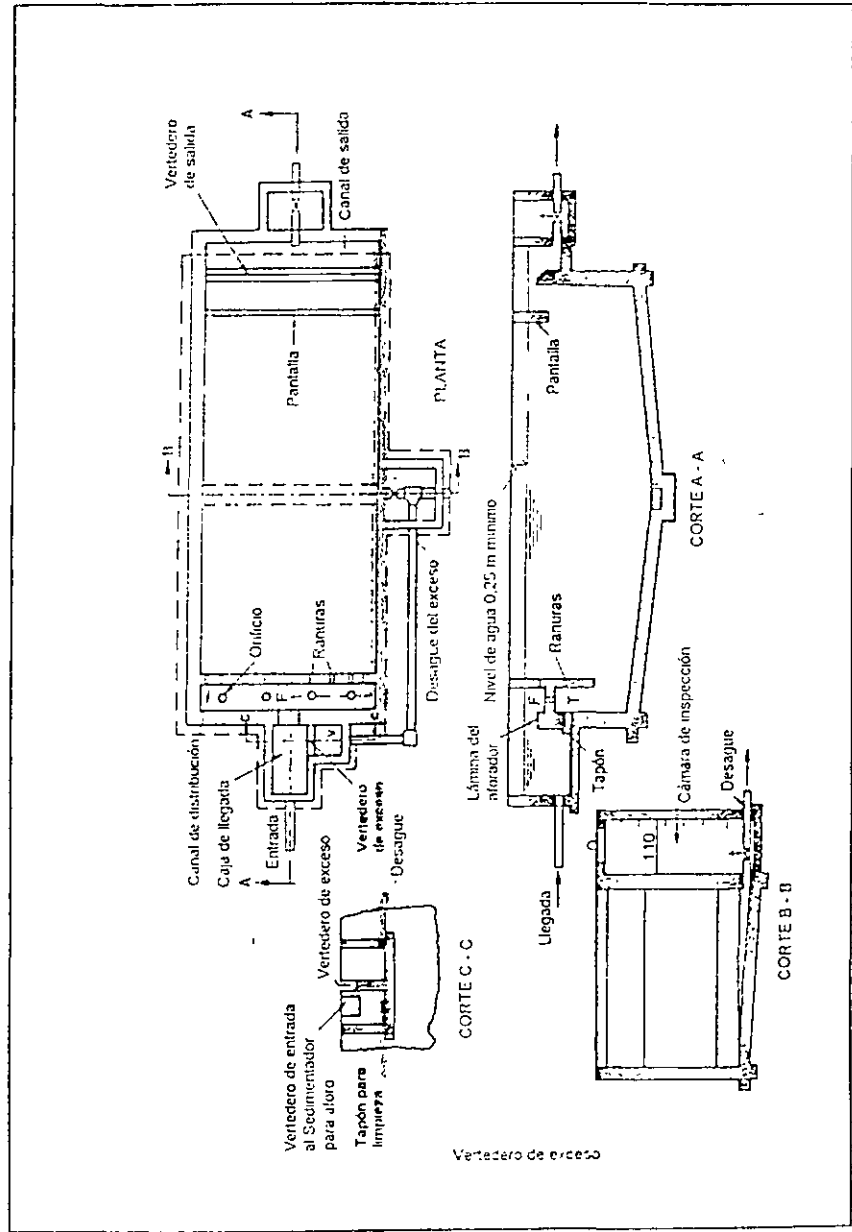 A
Vertedero
de salida
Canal de salida
A
B
Pantalla
PLANTA
B
Orificio
Ranuras
F
Desague del exceso
C
C
V
Canal de distribución
Caja de llegada
Entrada
A
Vertedero
de exceso
Desague
Vertedero de exceso
Vertedero de entrada
al Sedimentador
para aforo
Tapón para
limpieza
CORTE C - C
Pantalla
Nivel de agua 0,25 m mínimo
CORTE A - A
Ranuras
F
T
Lámina del
aforador
Tapón
Llegada
Cámara de inspección
Desague
1.10
CORTE B - B
Vertedero de exceso